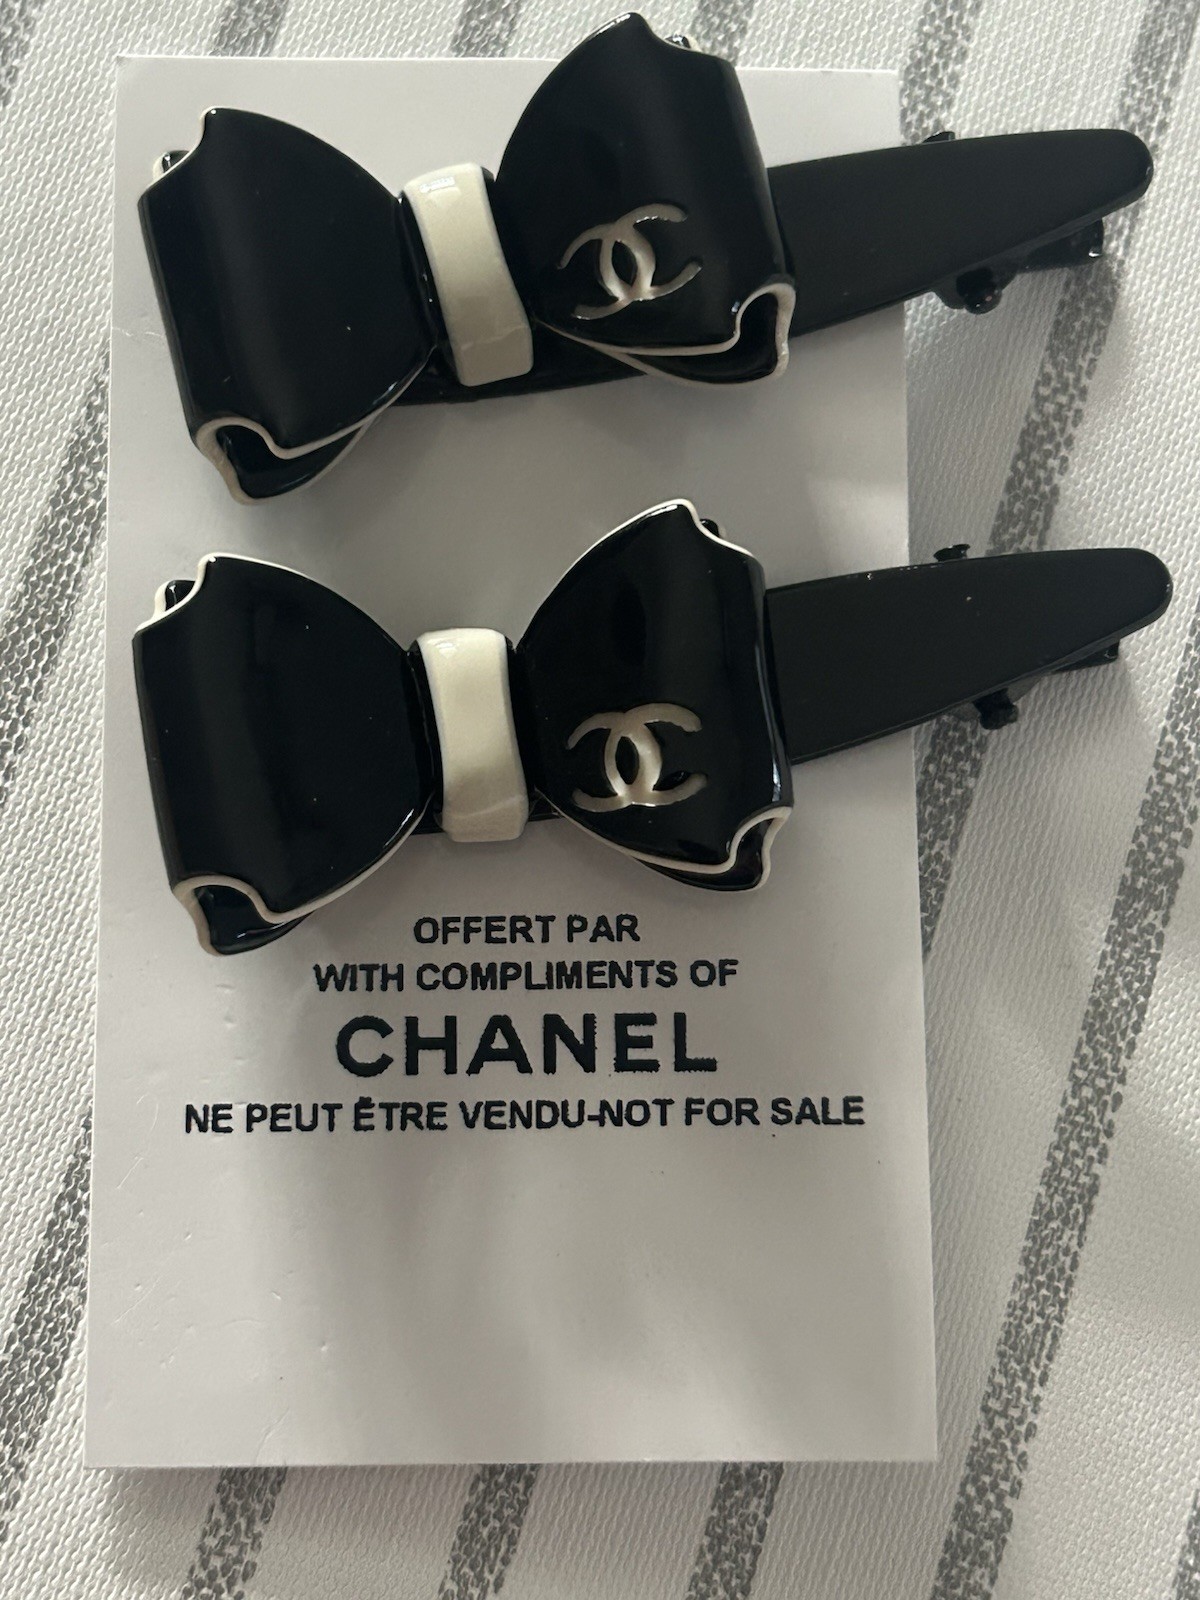 OFFERT PAR
WITH COMPLIMENTS OF
CHANEL
NE PEUT ÊTRE VENDU-NOT FOR SALE